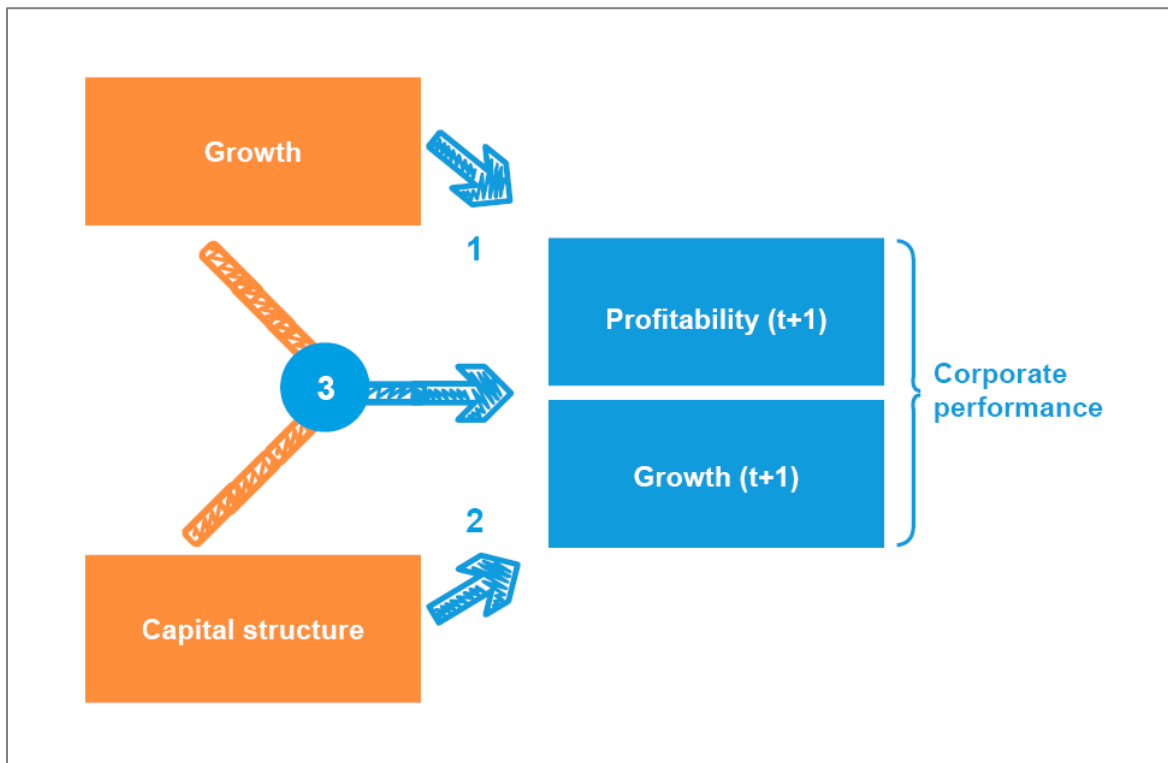 Growth
1
Profitability (t+1)
3
Corporate
performance
Growth (t+1)
2
Capital structure